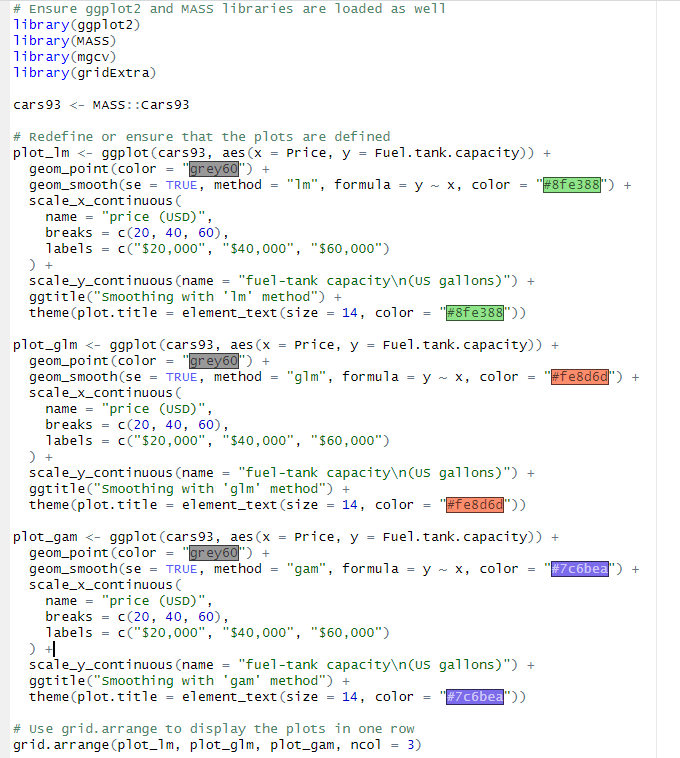 # Ensure ggplot2 and MASS libraries are loaded as well
library(ggplot2)
library(MASS)
library(mgcv)
library(gridExtra)
cars93 <- MASS::Cars93
# Redefine or ensure that the plots are defined
plot_lm <- ggplot(cars93, aes(x = Price, y = Fuel.tank.capacity)) +
  geom_point(color = "grey60") +
  geom_smooth(se = TRUE, method = "lm", formula = y ~ x, color = "#8fe388") +
  scale_x_continuous(
    name = "price (USD)",
    breaks = c(20, 40, 60),
    labels = c("$20,000", "$40,000", "$60,000")
  ) +
  scale_y_continuous(name = "fuel-tank capacity\n(US gallons)") +
  ggtitle("Smoothing with 'lm' method") +
  theme(plot.title = element_text(size = 14, color = "#8fe388"))
plot_glm <- ggplot(cars93, aes(x = Price, y = Fuel.tank.capacity)) +
  geom_point(color = "grey60") +
  geom_smooth(se = TRUE, method = "glm", formula = y ~ x, color = "#fe8d6d") +
  scale_x_continuous(
    name = "price (USD)",
    breaks = c(20, 40, 60),
    labels = c("$20,000", "$40,000", "$60,000")
  ) +
  scale_y_continuous(name = "fuel-tank capacity\n(US gallons)") +
  ggtitle("Smoothing with 'glm' method") +
  theme(plot.title = element_text(size = 14, color = "#fe8d6d"))
plot_gam <- ggplot(cars93, aes(x = Price, y = Fuel.tank.capacity)) +
  geom_point(color = "grey60") +
  geom_smooth(se = TRUE, method = "gam", formula = y ~ x, color = "#7c6bea") +
  scale_x_continuous(
    name = "price (USD)",
    breaks = c(20, 40, 60),
    labels = c("$20,000", "$40,000", "$60,000")
  ) +
  scale_y_continuous(name = "fuel-tank capacity\n(US gallons)") +
  ggtitle("Smoothing with 'gam' method") +
  theme(plot.title = element_text(size = 14, color = "#7c6bea"))
# Use grid.arrange to display the plots in one row
grid.arrange(plot_lm, plot_glm, plot_gam, ncol = 3)